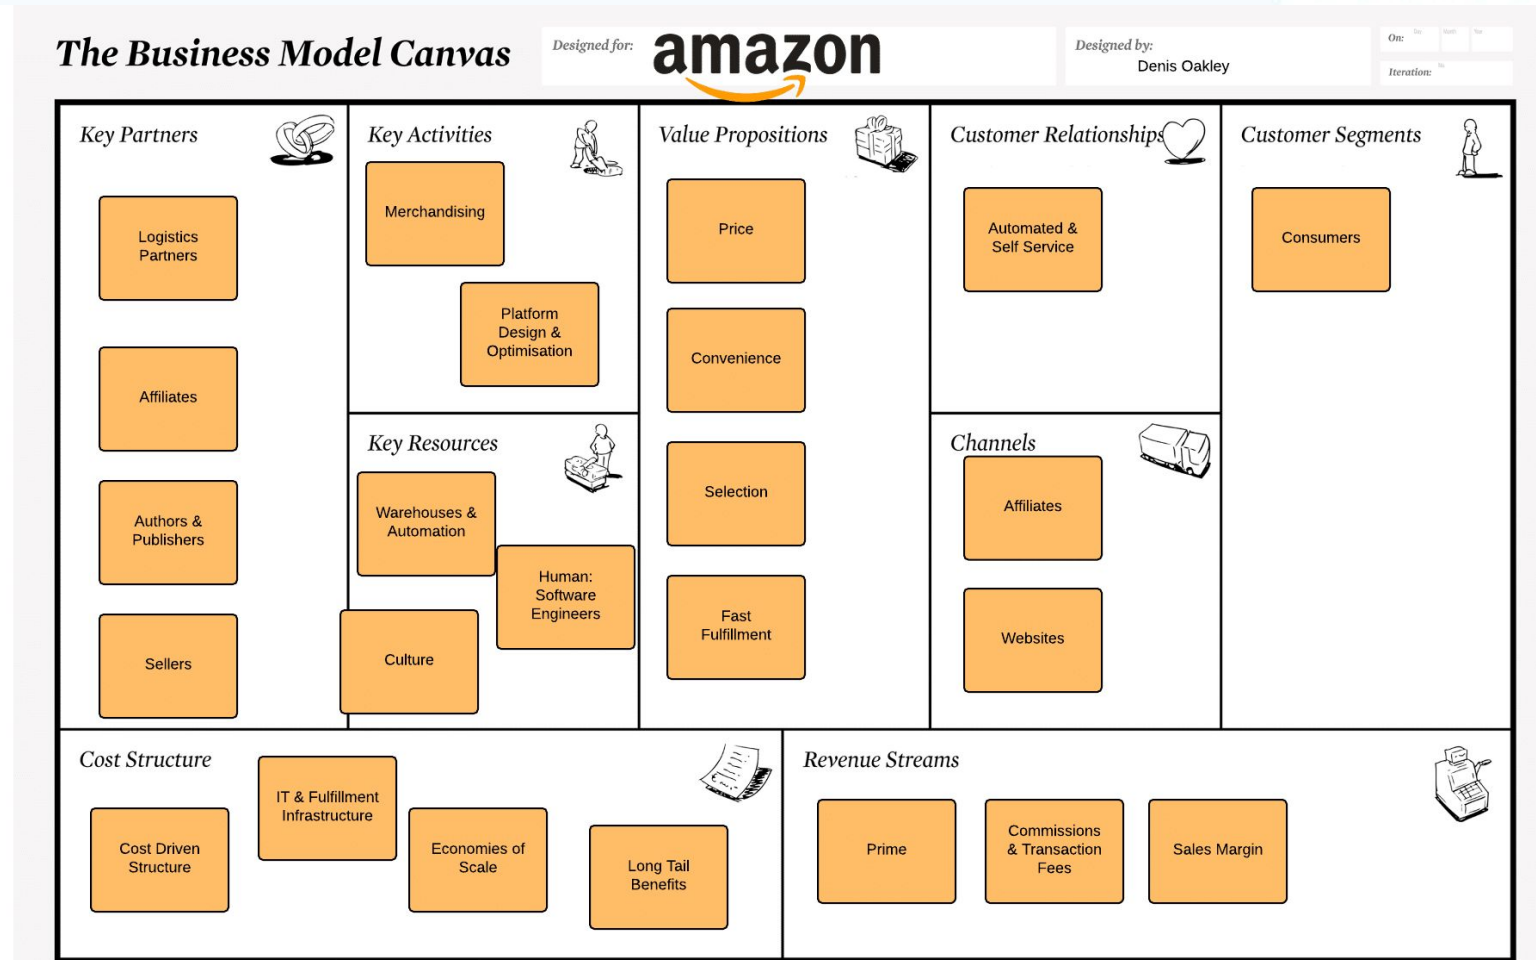 The Business Model Canvas
Designed for:
amazon
Designed by:
Denis Oakley
On:
Iteration:
Key Partners
Logistics
Partners
Affiliates
Authors &
Publishers
Sellers
Key Activities
Merchandising
Platform
Design &
Optimisation
Key Resources
Warehouses &
Automation
Human:
Software
Engineers
Culture
Value Propositions
Price
Convenience
Selection
Fast
Fulfillment
Customer Relationships
Automated &
Self Service
Channels
Affiliates
Websites
Customer Segments
Consumers
Cost Structure
Cost Driven
Structure
IT & Fulfillment
Infrastructure
Economies of
Scale
Long Tail
Benefits
Revenue Streams
Prime
Commissions
& Transaction
Fees
Sales Margin